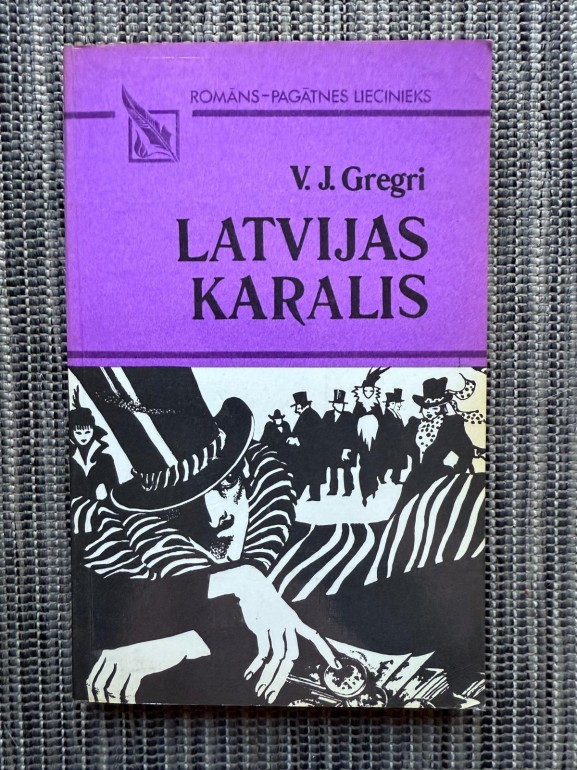 ROMĀNS-PAGĀTNES LIECINIEKS
V. J. Gregri
LATVIJAS
KARALIS